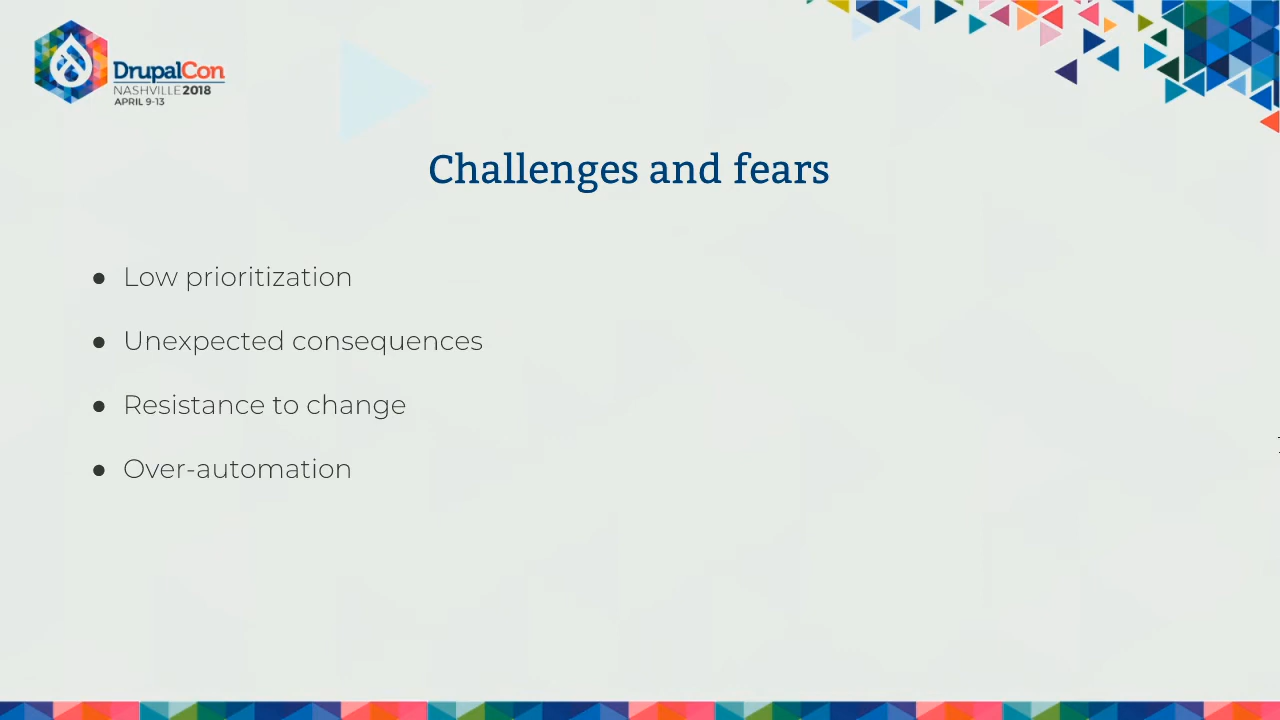 DrupalCon
NASHVILLE 2018
APRIL 9-13
Challenges and fears
● Low prioritization
● Unexpected consequences
● Resistance to change
● Over-automation